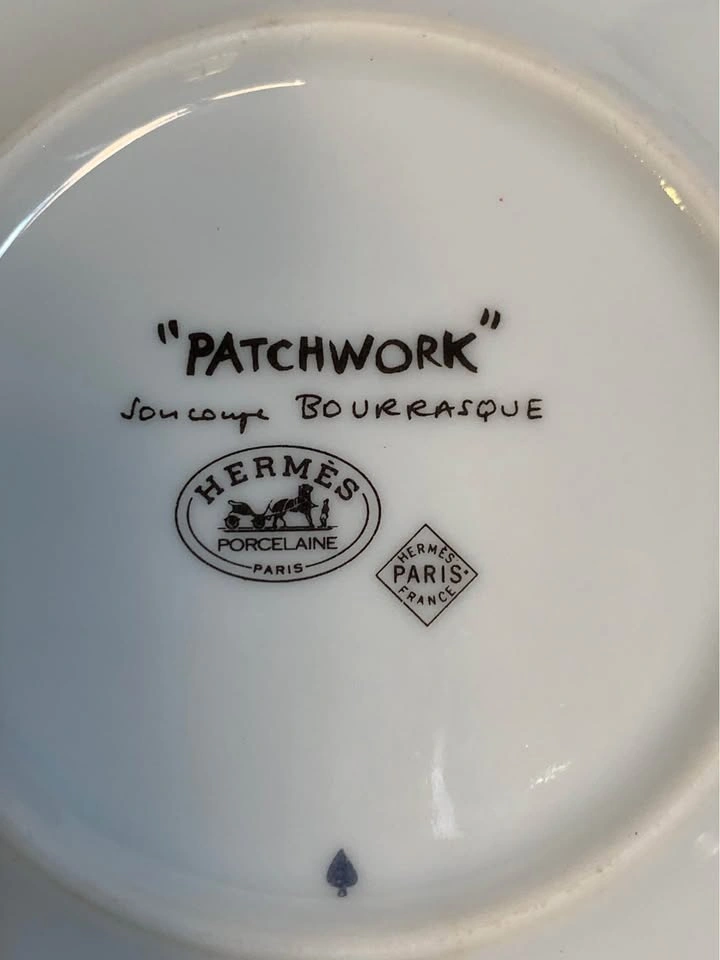 "PATCHWORK"
Soucoupe BOURRASQUE
HERMÈS
PORCELAINE
PARIS
HERMÈS
PARIS
FRANCE